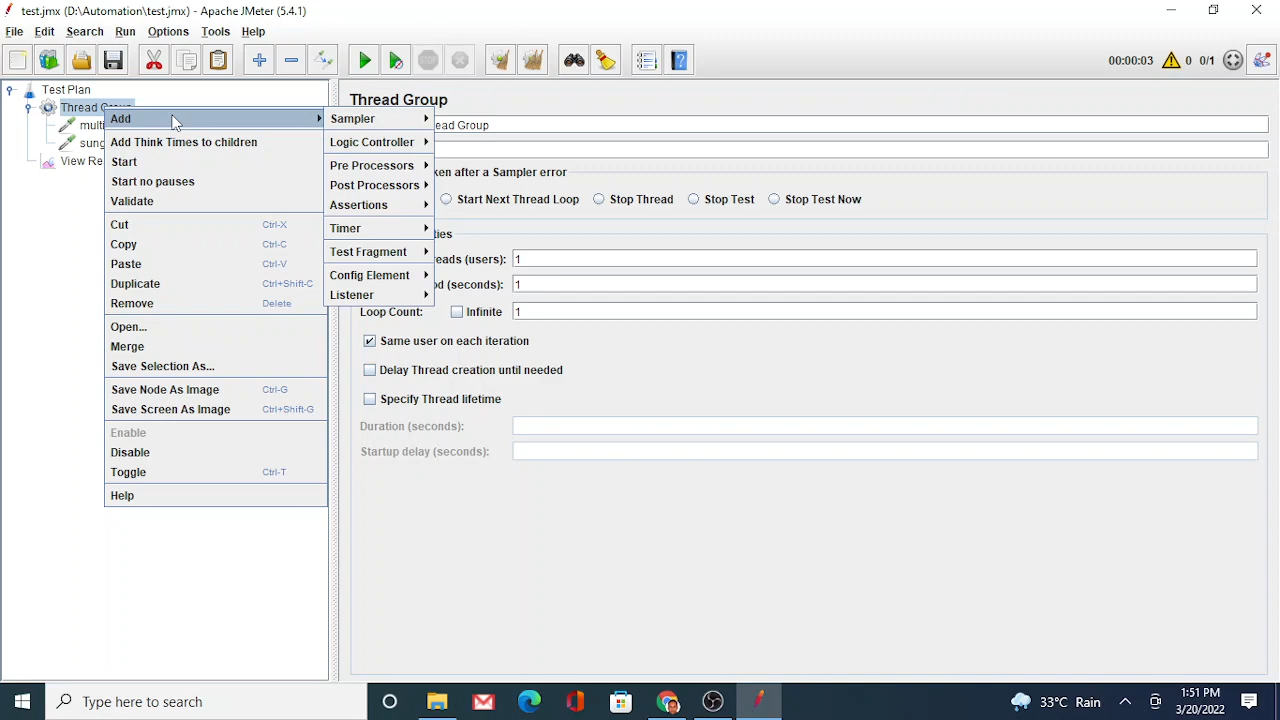 test.jmx (D:\Automation\test.jmx) - Apache JMeter (5.4.1)
File Edit Search Run Options Tools Help
00:00:03 0 0/1
Test Plan
Thread Group
Add
Add Think Times to children
Start
Start no pauses
Validate
Cut Ctrl-X
Copy Ctrl-C
Paste Ctrl-V
Duplicate Ctrl+Shift-C
Remove Delete
Open...
Merge
Save Selection As...
Save Node As Image Ctrl-G
Save Screen As Image Ctrl+Shift-G
Enable
Disable
Toggle Ctrl-T
Help
Sampler
Logic Controller
Pre Processors
Post Processors
Assertions
Timer
Test Fragment
Config Element
Listener
multi
sung
View Re
Thread Group
ead Group
ken after a Sampler error
Start Next Thread Loop Stop Thread Stop Test Stop Test Now
ties
reads (users): 1
od (seconds): 1
Loop Count: Infinite 1
Same user on each iteration
Delay Thread creation until needed
Specify Thread lifetime
Duration (seconds):
Startup delay (seconds):
Type here to search
33°C Rain
1:51 PM
3/20/2022